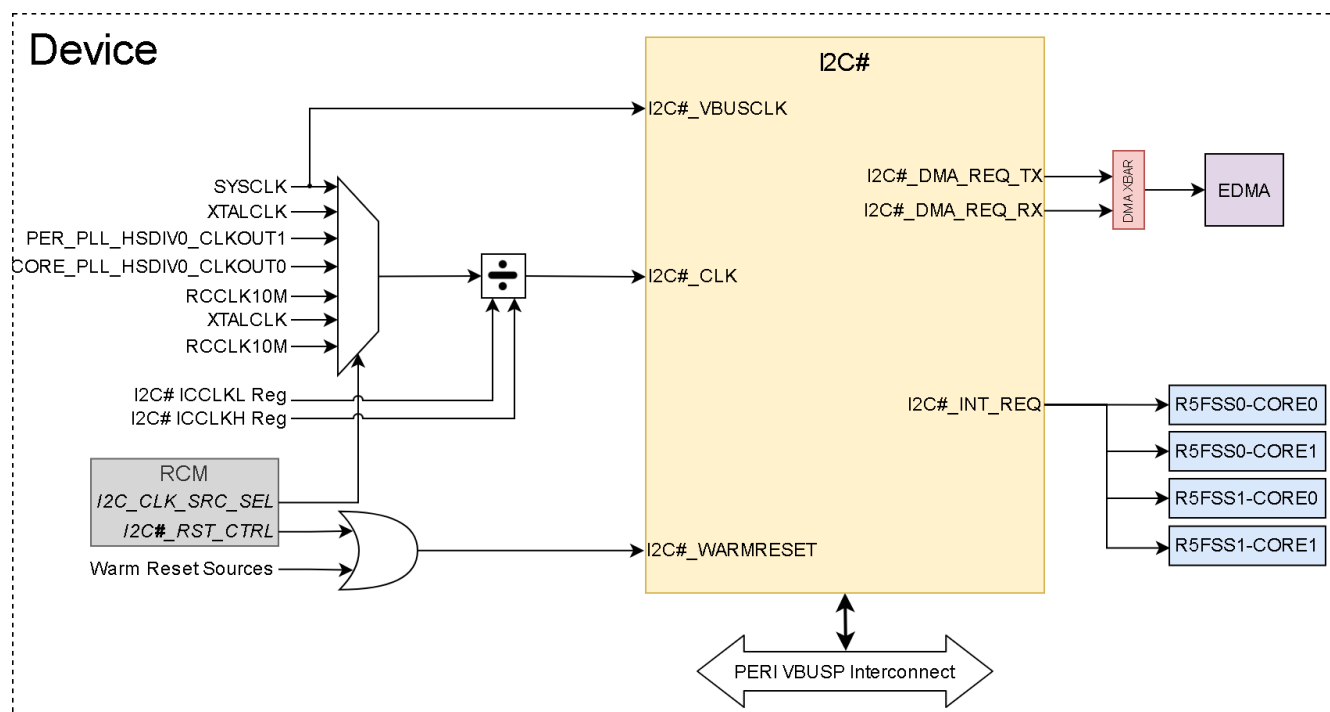 Device
I2C#
I2C#_VBUSCLK
SYSCLK
XTALCLK
PER_PLL_HSDIV0_CLKOUT1
CORE_PLL_HSDIV0_CLKOUT0
RCCLK10M
XTALCLK
RCCLK10M
I2C#_CLK
I2C# ICCLKL Reg
I2C# ICCLKH Reg
RCM
I2C_CLK_SRC_SEL
I2C#_RST_CTRL
Warm Reset Sources
I2C#_WARMRESET
I2C#_DMA_REQ_TX
I2C#_DMA_REQ_RX
DMA XBAR
EDMA
I2C#_INT_REQ
R5FSS0-CORE0
R5FSS0-CORE1
R5FSS1-CORE0
R5FSS1-CORE1
PERI VBUSP Interconnect